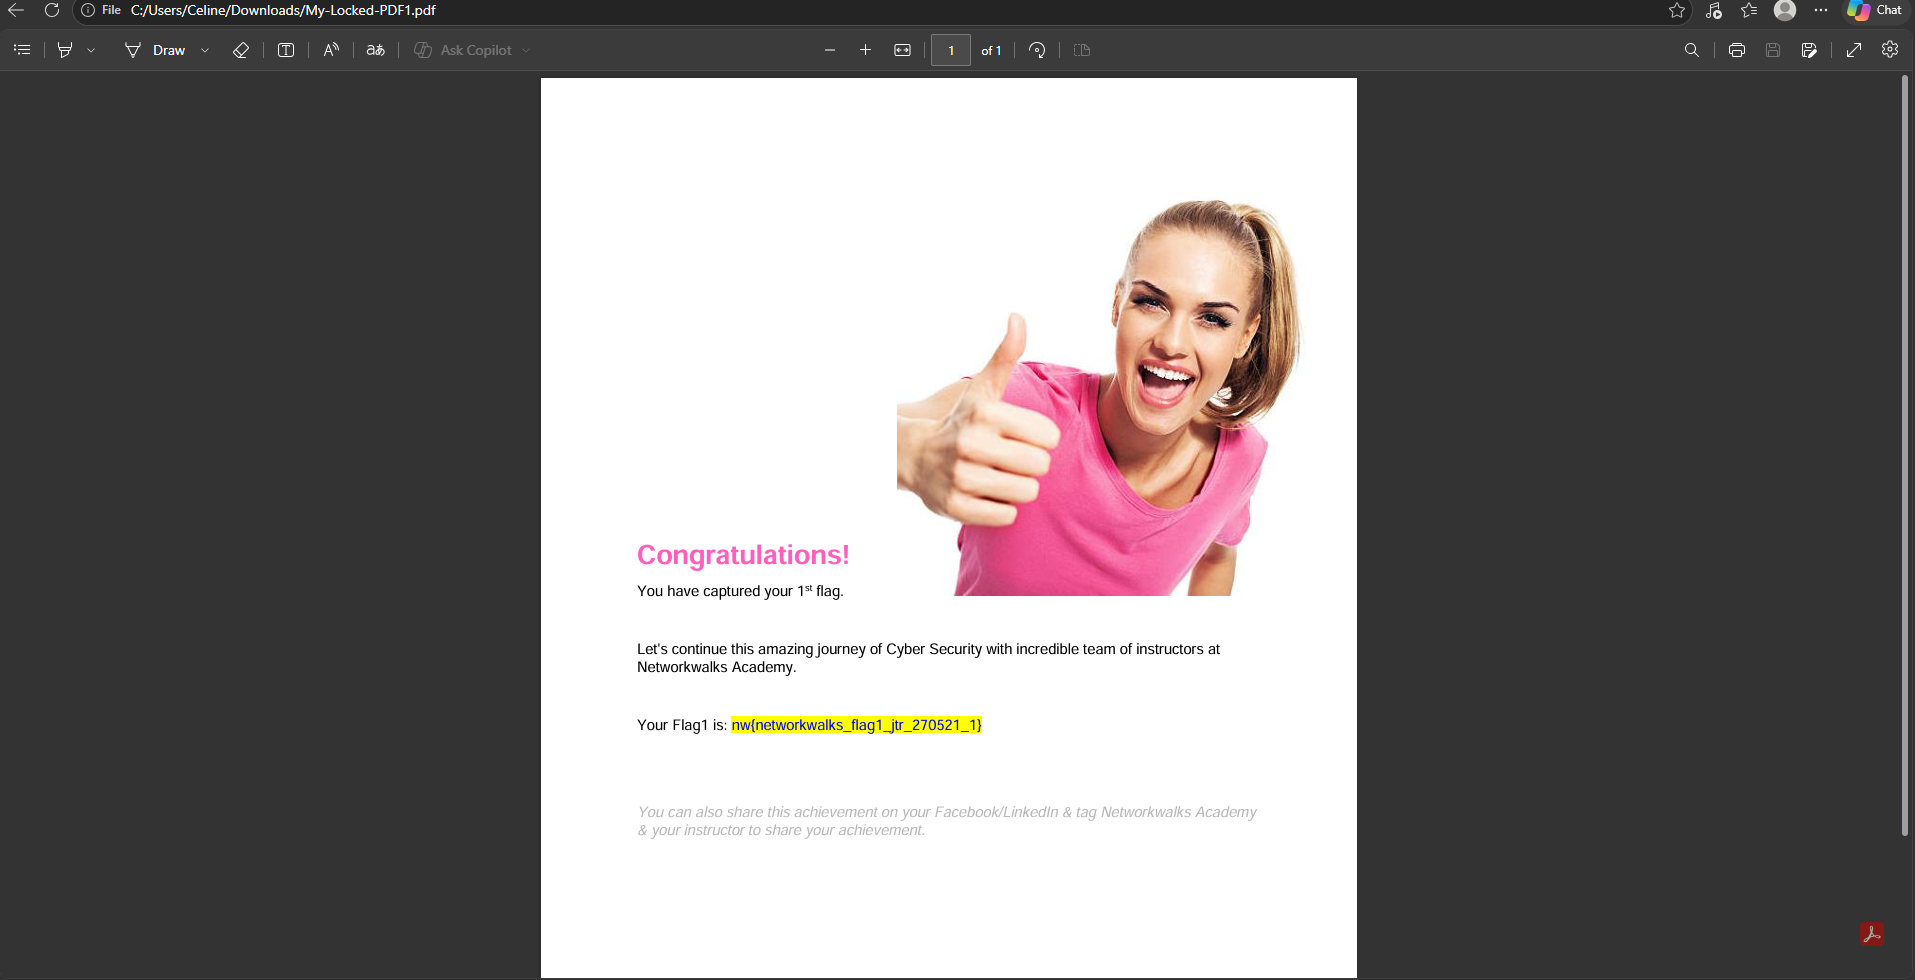 File C:/Users/Celine/Downloads/My-Locked-PDF1.pdf
Chat
Draw
aあ
Ask Copilot
1 of 1
Congratulations!
You have captured your 1st flag.
Let's continue this amazing journey of Cyber Security with incredible team of instructors at
Networkwalks Academy.
Your Flag1 is: nw{networkwalks_flag1_jtr_270521_1}
You can also share this achievement on your Facebook/LinkedIn & tag Networkwalks Academy
& your instructor to share your achievement.